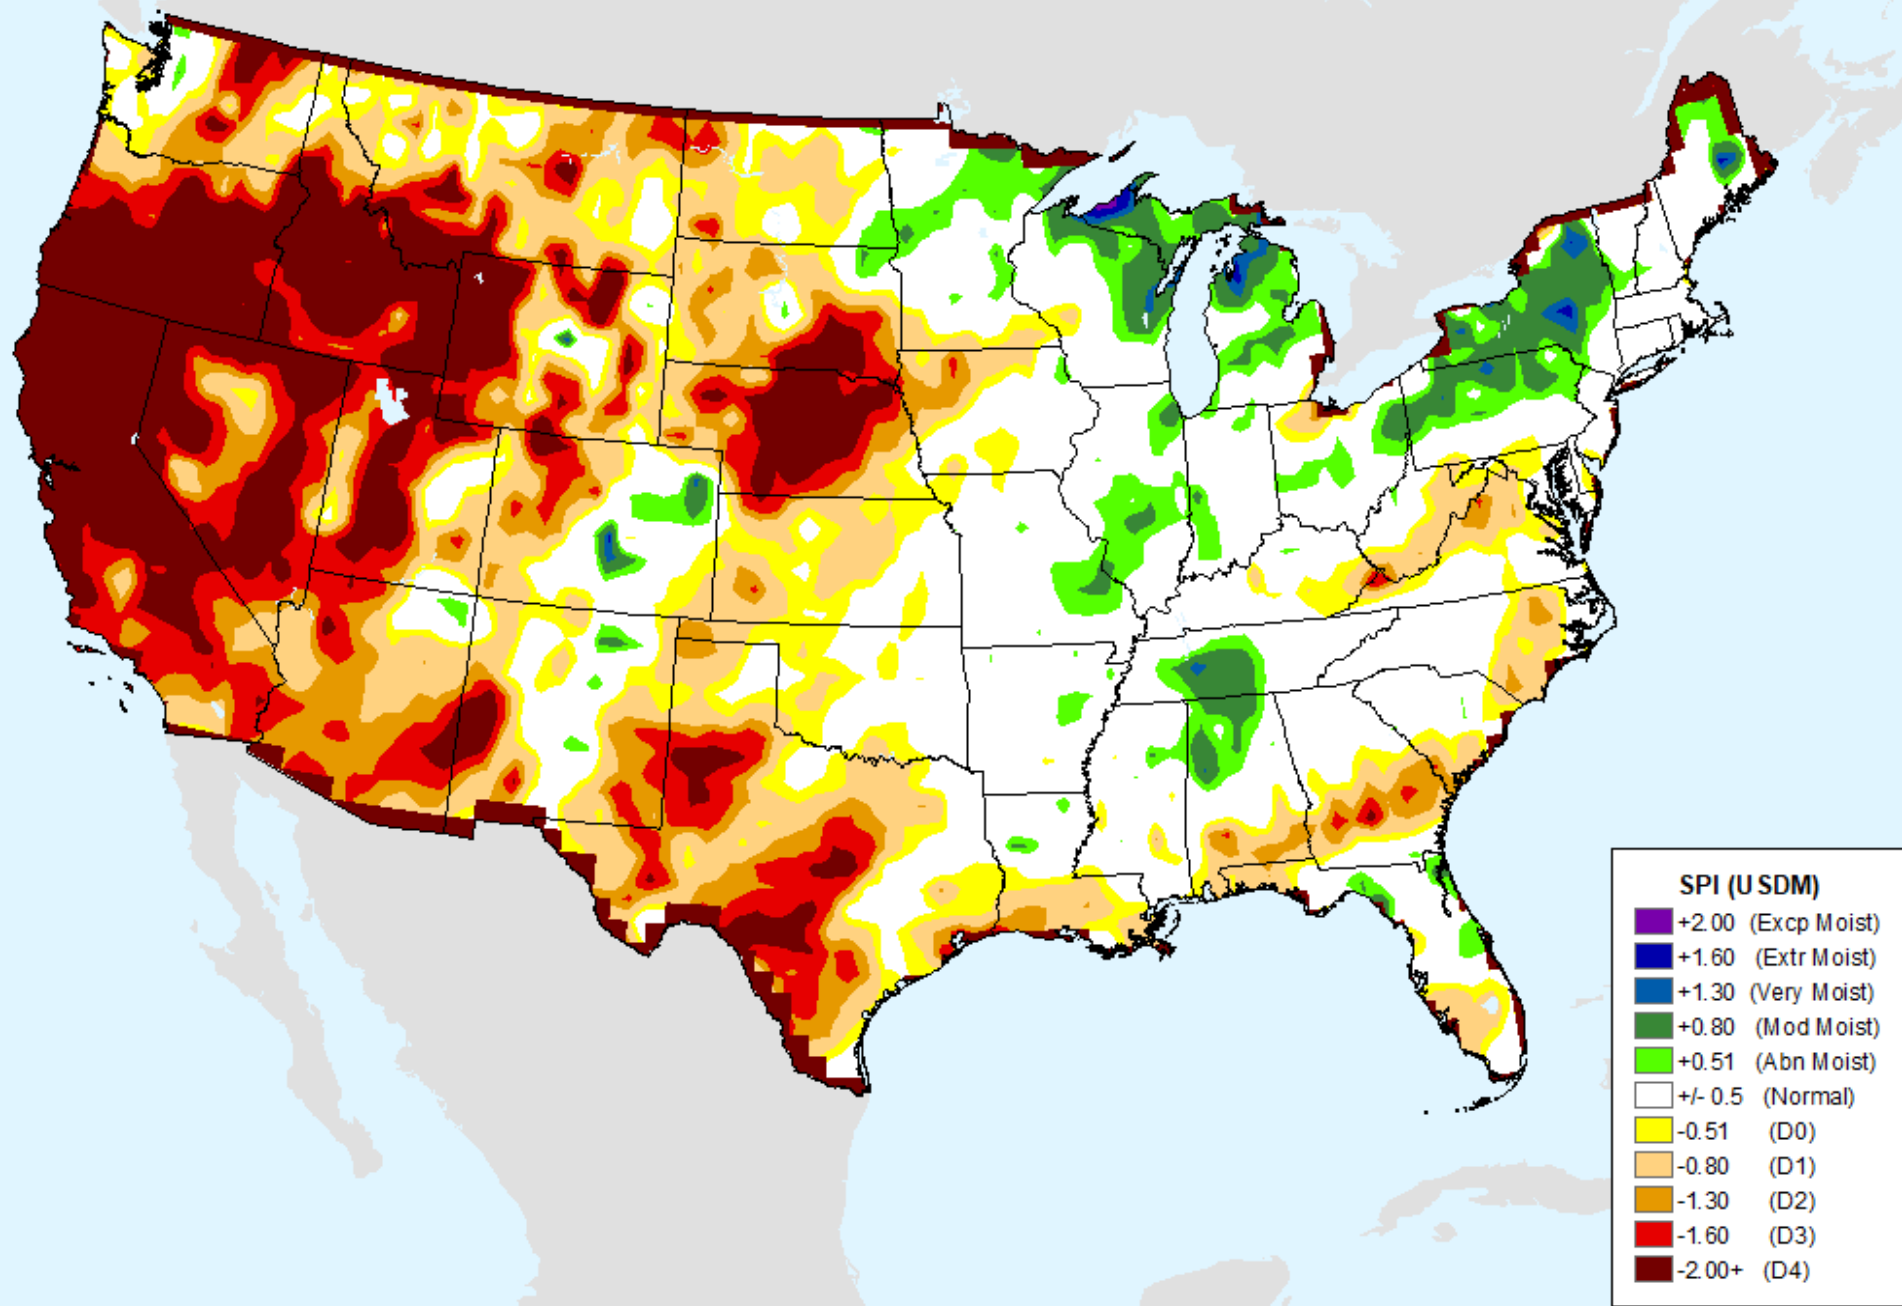 SPI (USDM)
+2.00 (Excp Moist)
+1.60 (Extr Moist)
+1.30 (Very Moist)
+0.80 (Mod Moist)
+0.51 (Abn Moist)
+/- 0.5 (Normal)
-0.51 (D0)
-0.80 (D1)
-1.30 (D2)
-1.60 (D3)
-2.00+ (D4)